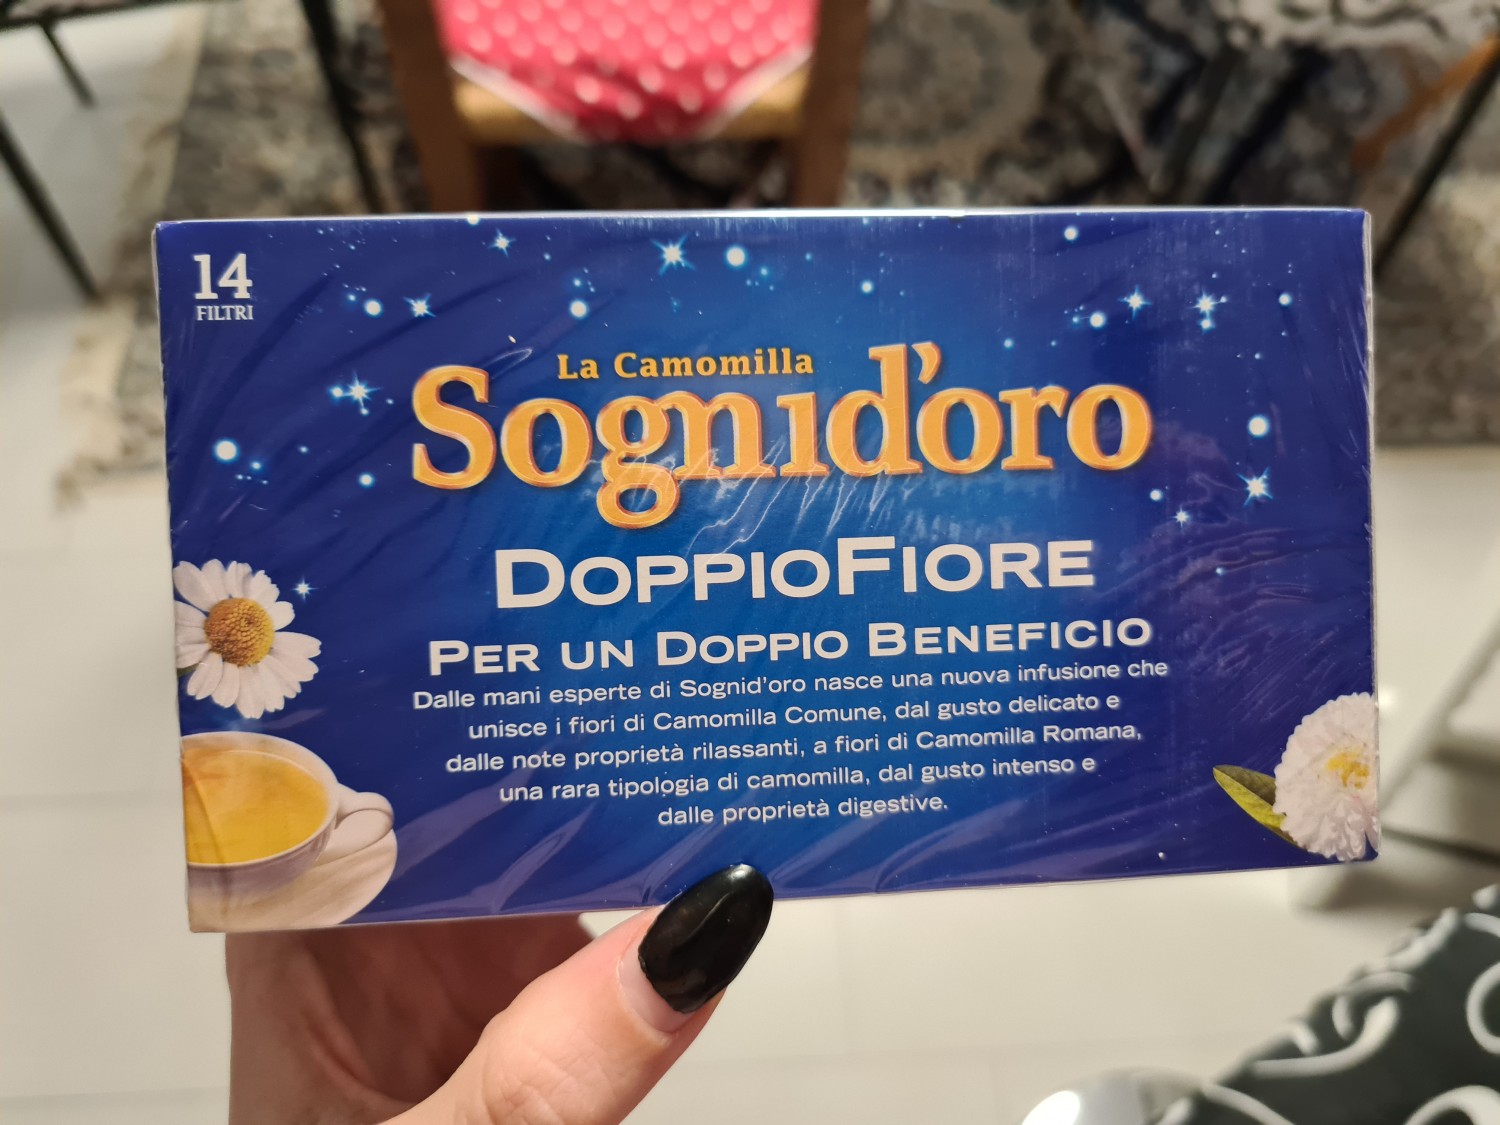 14
FILTRI
La Camomilla
Sognid'oro
DOPPIOFIORE
PER UN DOPPIO BENEFICIO
Dalle mani esperte di Sognid'oro nasce una nuova infusione che
unisce i fiori di Camomilla Comune, dal gusto delicato e
dalle note proprietà rilassanti, a fiori di Camomilla Romana,
una rara tipologia di camomilla, dal gusto intenso e
dalle proprietà digestive.